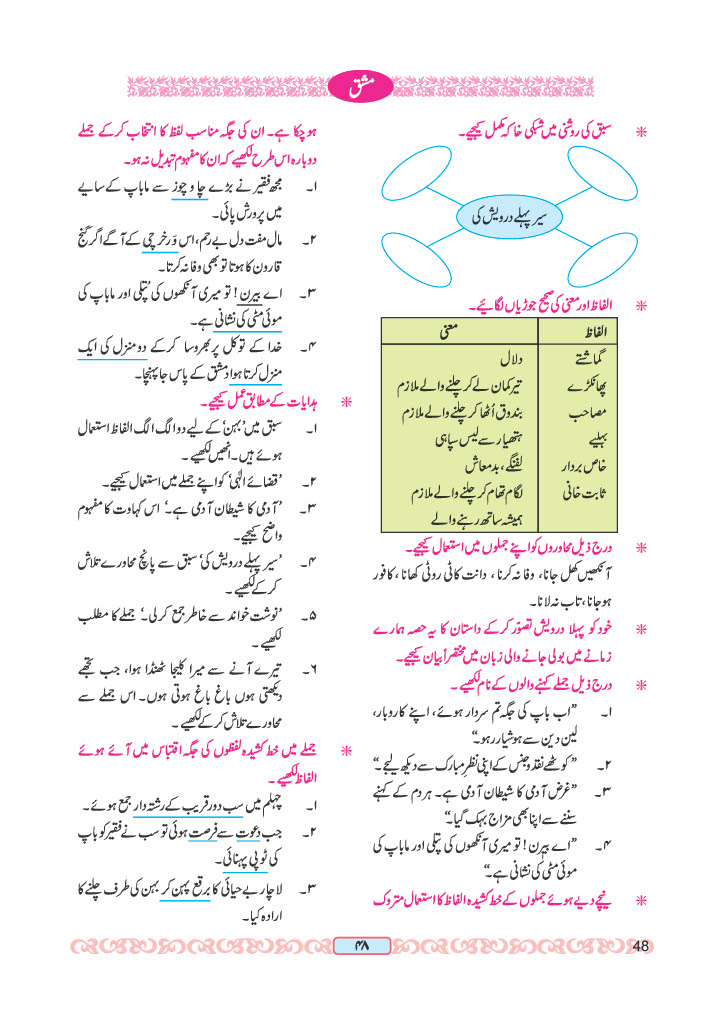 مشق
سبق کی روشنی میں شبکی خاکہ مکمل کیجیے۔
سیر پہلے درویش کی
الفاظ اور معنی کی صحیح جوڑیاں لگائیے۔
الفاظ معنی
گماشتے دلال
پھانکڑے تیر کمان لے کر چلنے والے ملازم
مصاحب بندوق اُٹھا کر چلنے والے ملازم
بہلیے ہتھیار سے لیس سپاہی
خاص بردار لفنگے، بدمعاش
ثابت خانی لگام تھام کر چلنے والے ملازم
ہمیشہ ساتھ رہنے والے
درج ذیل محاوروں کو اپنے جملوں میں استعمال کیجیے۔
آنکھیں کھل جانا، وفا نہ کرنا، دانت کاٹی روٹی کھانا، کافور
ہوجانا، تاب نہ لانا۔
خود کو پہلا درویش تصوّر کرکے داستان کا یہ حصہ ہمارے
زمانے میں بولی جانے والی زبان میں مختصراً بیان کیجیے۔
درج ذیل جملے کہنے والوں کے نام لکھیے۔
۱۔ ”اب باپ کی جگہ تم سردار ہوئے، اپنے کاروبار،
لین دین سے ہوشیار رہو۔“
۲۔ ”کوٹھے نقد و جنس کے اپنی نظرِ مبارک سے دیکھ لیجے۔“
۳۔ ”غرض آدمی کا شیطان آدمی ہے۔ ہر دم کے کہنے
سننے سے اپنا بھی مزاج بہک گیا۔“
۴۔ ”اے بیرن! تو میری آنکھوں کی پتلی اور ماباپ کی
موئی مٹی کی نشانی ہے۔“
نیچے دیے ہوئے جملوں کے خط کشیدہ الفاظ کا استعمال متروک
ہوچکا ہے۔ ان کی جگہ مناسب لفظ کا انتخاب کرکے جملے
دوبارہ اس طرح لکھیے کہ ان کا مفہوم تبدیل نہ ہو۔
۱۔ مجھ فقیر نے بڑے چاو چوز سے ماباپ کے سایے
میں پرورش پائی۔
۲۔ مال مفت دل بے رحم، اس وَر خرچی کے آگے اگر گنج
قارون کا ہوتا تو بھی وفا نہ کرتا۔
۳۔ اے بیرن! تو میری آنکھوں کی پُتلی اور ماباپ کی
موئی مٹی کی نشانی ہے۔
۴۔ خدا کے توکل پر بھروسا کرکے دو منزل کی ایک
منزل کرتا ہوا دمشق کے پاس جاپہنچا۔
ہدایات کے مطابق عمل کیجیے۔
۱۔ سبق میں ’بہن‘ کے لیے دو الگ الگ الفاظ استعمال
ہوئے ہیں۔ انھیں لکھیے۔
۲۔ ’قضائے الٰہی‘ کو اپنے جملے میں استعمال کیجیے۔
۳۔ ’آدمی کا شیطان آدمی ہے۔‘ اس کہاوت کا مفہوم
واضح کیجیے۔
۴۔ ’سیر پہلے درویش کی‘ سبق سے پانچ محاورے تلاش
کرکے لکھیے۔
۵۔ ’نوشت خواند سے خاطر جمع کرلی۔‘ جملے کا مطلب
لکھیے۔
۶۔ تیرے آنے سے میرا کلیجا ٹھنڈا ہوا، جب تجھے
دیکھتی ہوں باغ باغ ہوتی ہوں۔ اس جملے سے
محاورے تلاش کرکے لکھیے۔
جملے میں خط کشیدہ لفظوں کی جگہ اقتباس میں آئے ہوئے
الفاظ لکھیے۔
۱۔ چہلم میں سب دور قریب کے رشتہ دار جمع ہوئے۔
۲۔ جب دعوت سے فرصت ہوئی تو سب نے فقیر کو باپ
کی ٹوپی پہنائی۔
۳۔ لاچار بے حیائی کا برقع پہن کر بہن کی طرف چلنے کا
ارادہ کیا۔
۴۸
48